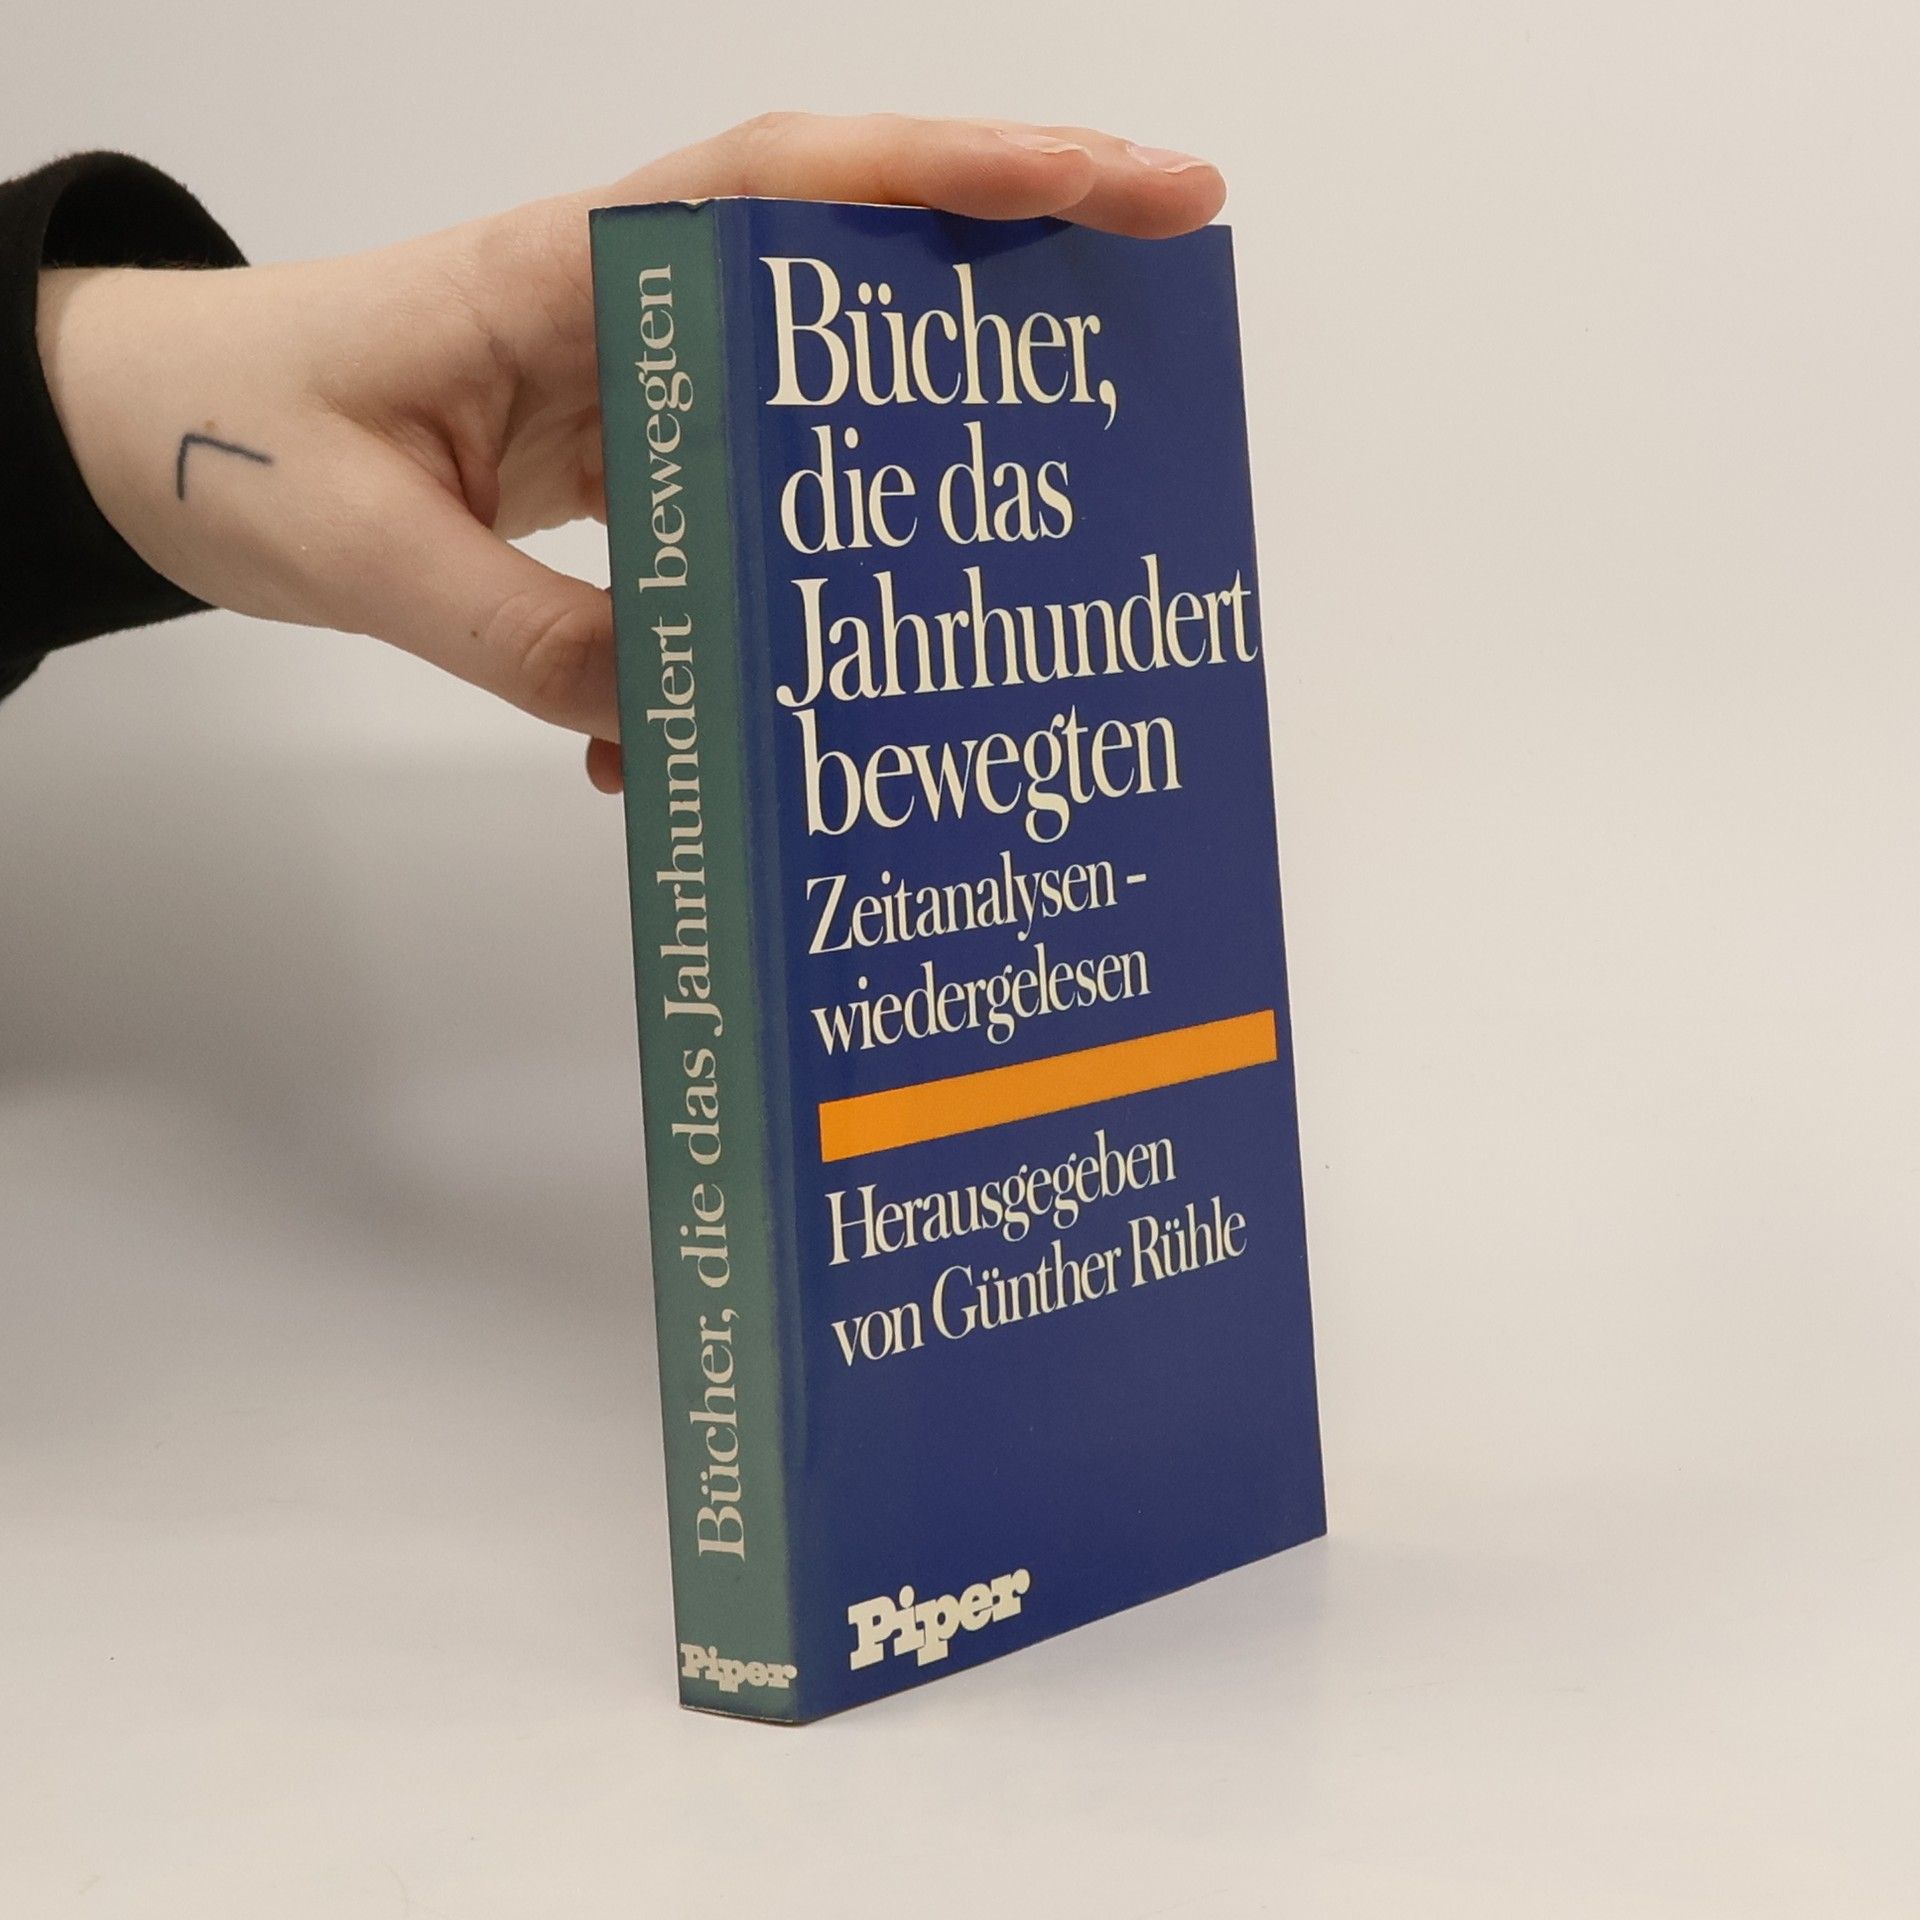 Bücher, die das Jahrhundert bewegten
Piper
Bücher,
die das
Jahrhundert
bewegten
Zeitanalysen -
wiedergelesen
Herausgegeben
von Günther Rühle
Piper